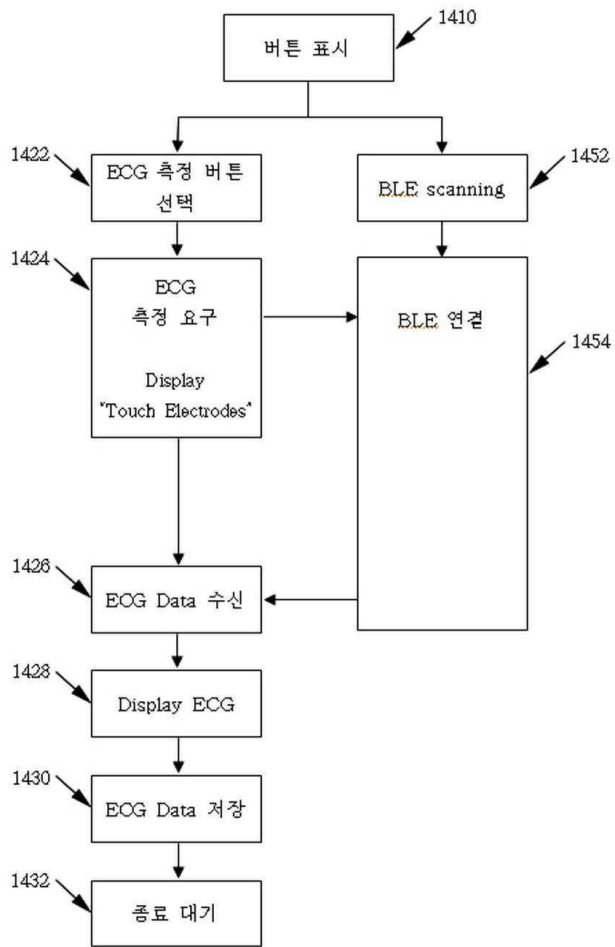 버튼 표시
1410
1422
ECG 측정 버튼
선택
BLE scanning
1452
1424
ECG
측정 요구
Display
"Touch Electrodes"
BLE 연결
1454
1426
ECG Data 수신
1428
Display ECG
1430
ECG Data 저장
1432
종료 대기